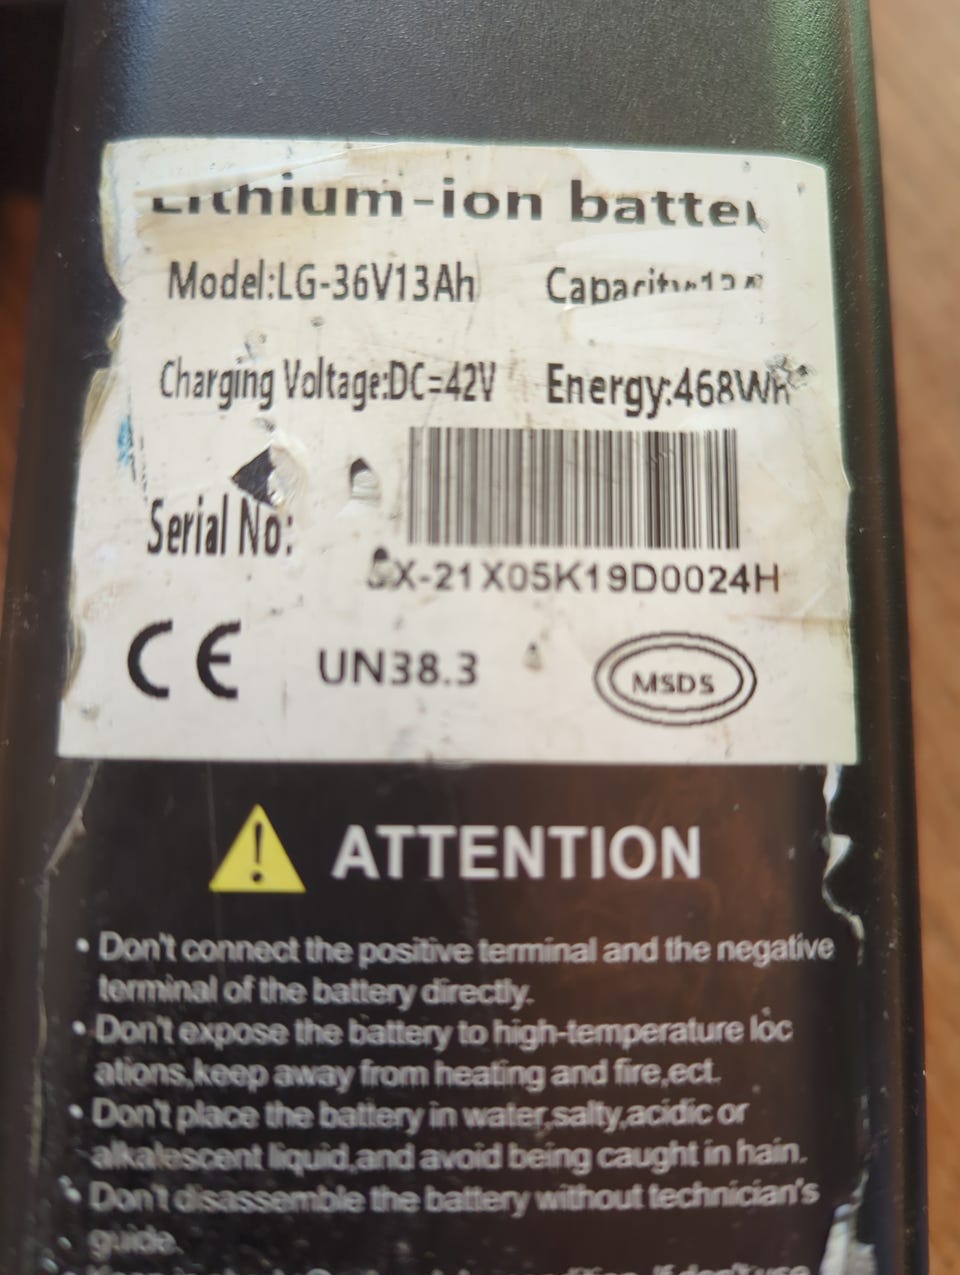 Lithium-ion batter
Model:LG-36V13Ah
Charging Voltage:DC=42V Energy:468Wh
Serial No:
X-21X05K19D0024H
CE UN38.3 MSDS
ATTENTION
• Don't connect the positive terminal and the negative
terminal of the battery directly.
• Don't expose the battery to high-temperature loc
ations,keep away from heating and fire,ect.
• Don't place the battery in water,salty,acidic or
alkalescent liquid,and avoid being caught in hain.
• Don't disassemble the battery without technician's
guide.